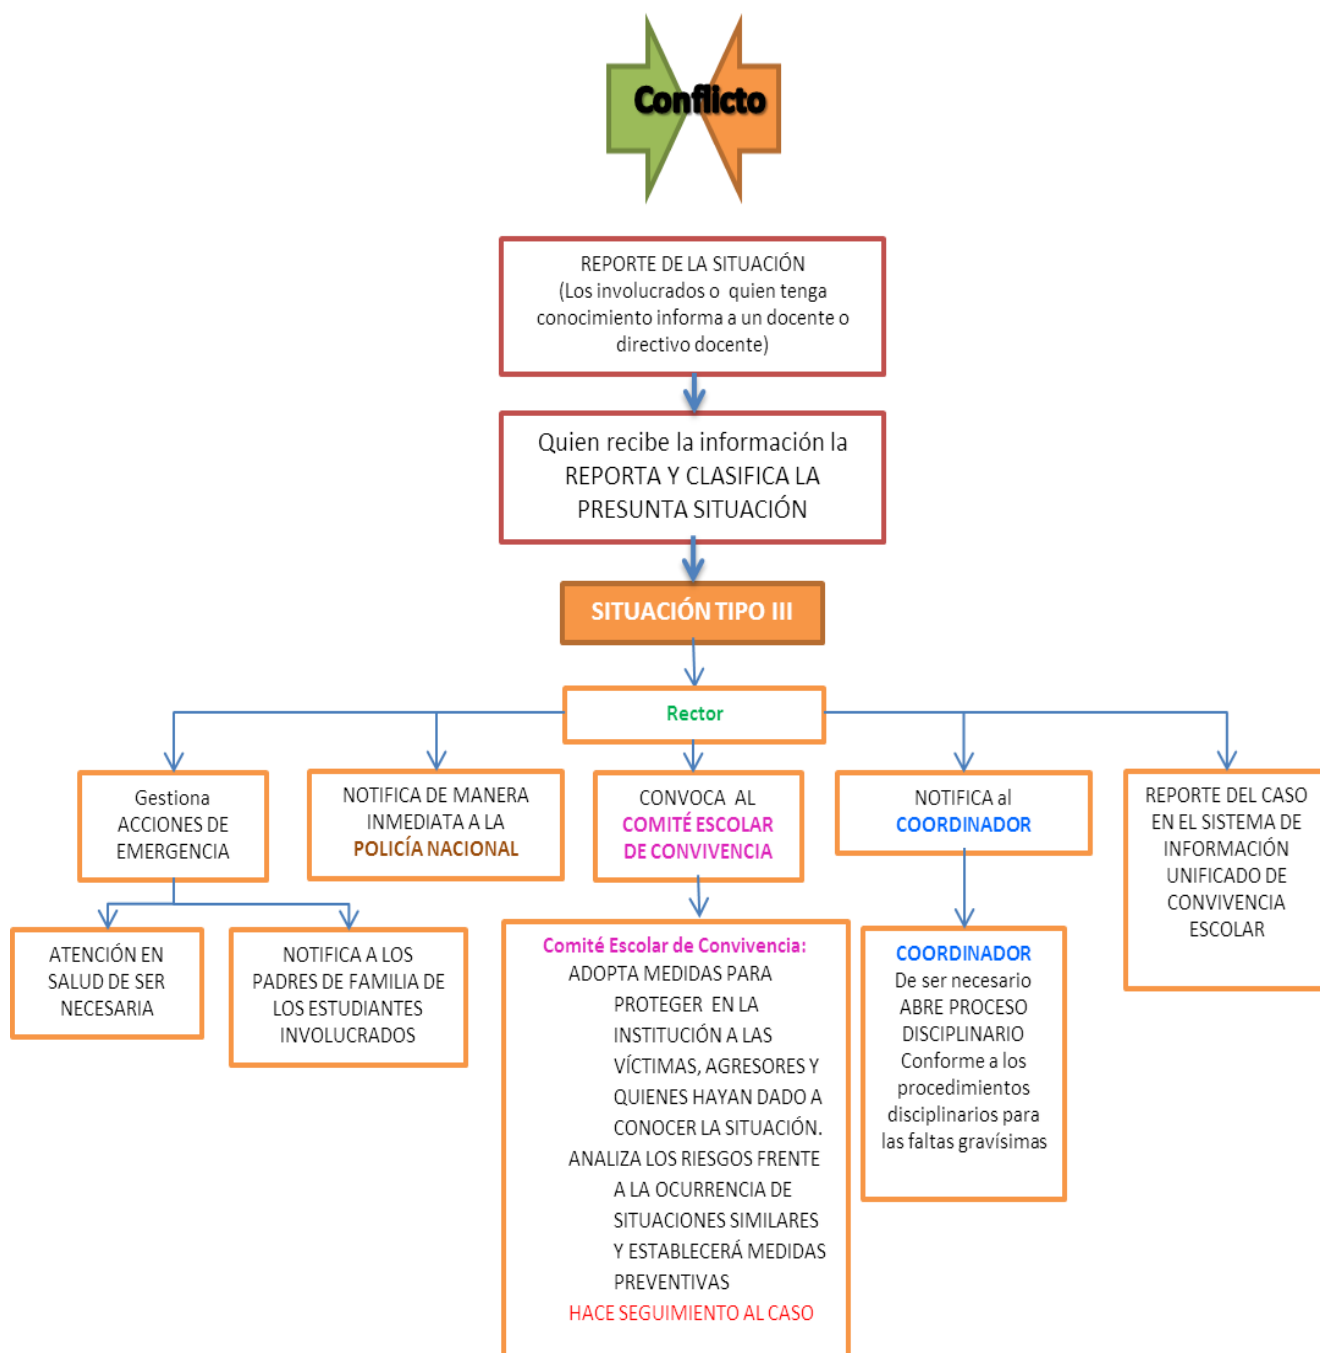 Conflicto
REPORTE DE LA SITUACIÓN
(Los involucrados o quien tenga
conocimiento informa a un docente o
directivo docente)
Quien recibe la información la
REPORTA Y CLASIFICA LA
PRESUNTA SITUACIÓN
SITUACIÓN TIPO III
Rector
Gestiona
ACCIONES DE
EMERGENCIA
NOTIFICA DE MANERA
INMEDIATA A LA
POLICÍA NACIONAL
CONVOCA AL
COMITÉ ESCOLAR
DE CONVIVENCIA
NOTIFICA al
COORDINADOR
REPORTE DEL CASO
EN EL SISTEMA DE
INFORMACIÓN
UNIFICADO DE
CONVIVENCIA
ESCOLAR
ATENCIÓN EN
SALUD DE SER
NECESARIA
NOTIFICA A LOS
PADRES DE FAMILIA DE
LOS ESTUDIANTES
INVOLUCRADOS
Comité Escolar de Convivencia:
ADOPTA MEDIDAS PARA
PROTEGER EN LA
INSTITUCIÓN A LAS
VÍCTIMAS, AGRESORES Y
QUIENES HAYAN DADO A
CONOCER LA SITUACIÓN.
ANALIZA LOS RIESGOS FRENTE
A LA OCURRENCIA DE
SITUACIONES SIMILARES
Y ESTABLECERÁ MEDIDAS
PREVENTIVAS
HACE SEGUIMIENTO AL CASO
COORDINADOR
De ser necesario
ABRE PROCESO
DISCIPLINARIO
Conforme a los
procedimientos
disciplinarios para
las faltas gravísimas